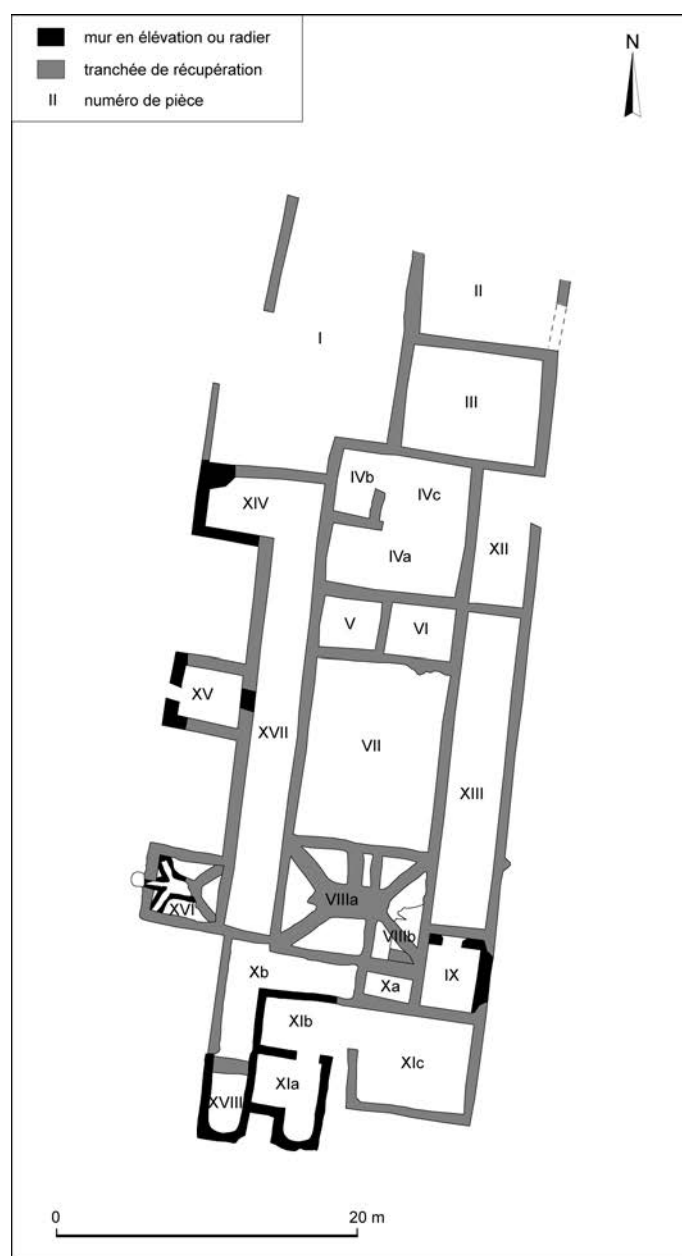 mur en élévation ou radier
tranchée de récupération
II numéro de pièce
N
II
I
III
IVb
IVc
XIV
XII
IVa
V
VI
XV
XVII
VII
XIII
VIIIa
XVI
VIIIb
Xb
IX
Xa
XIb
XIc
XIa
XVIII
0 20 m